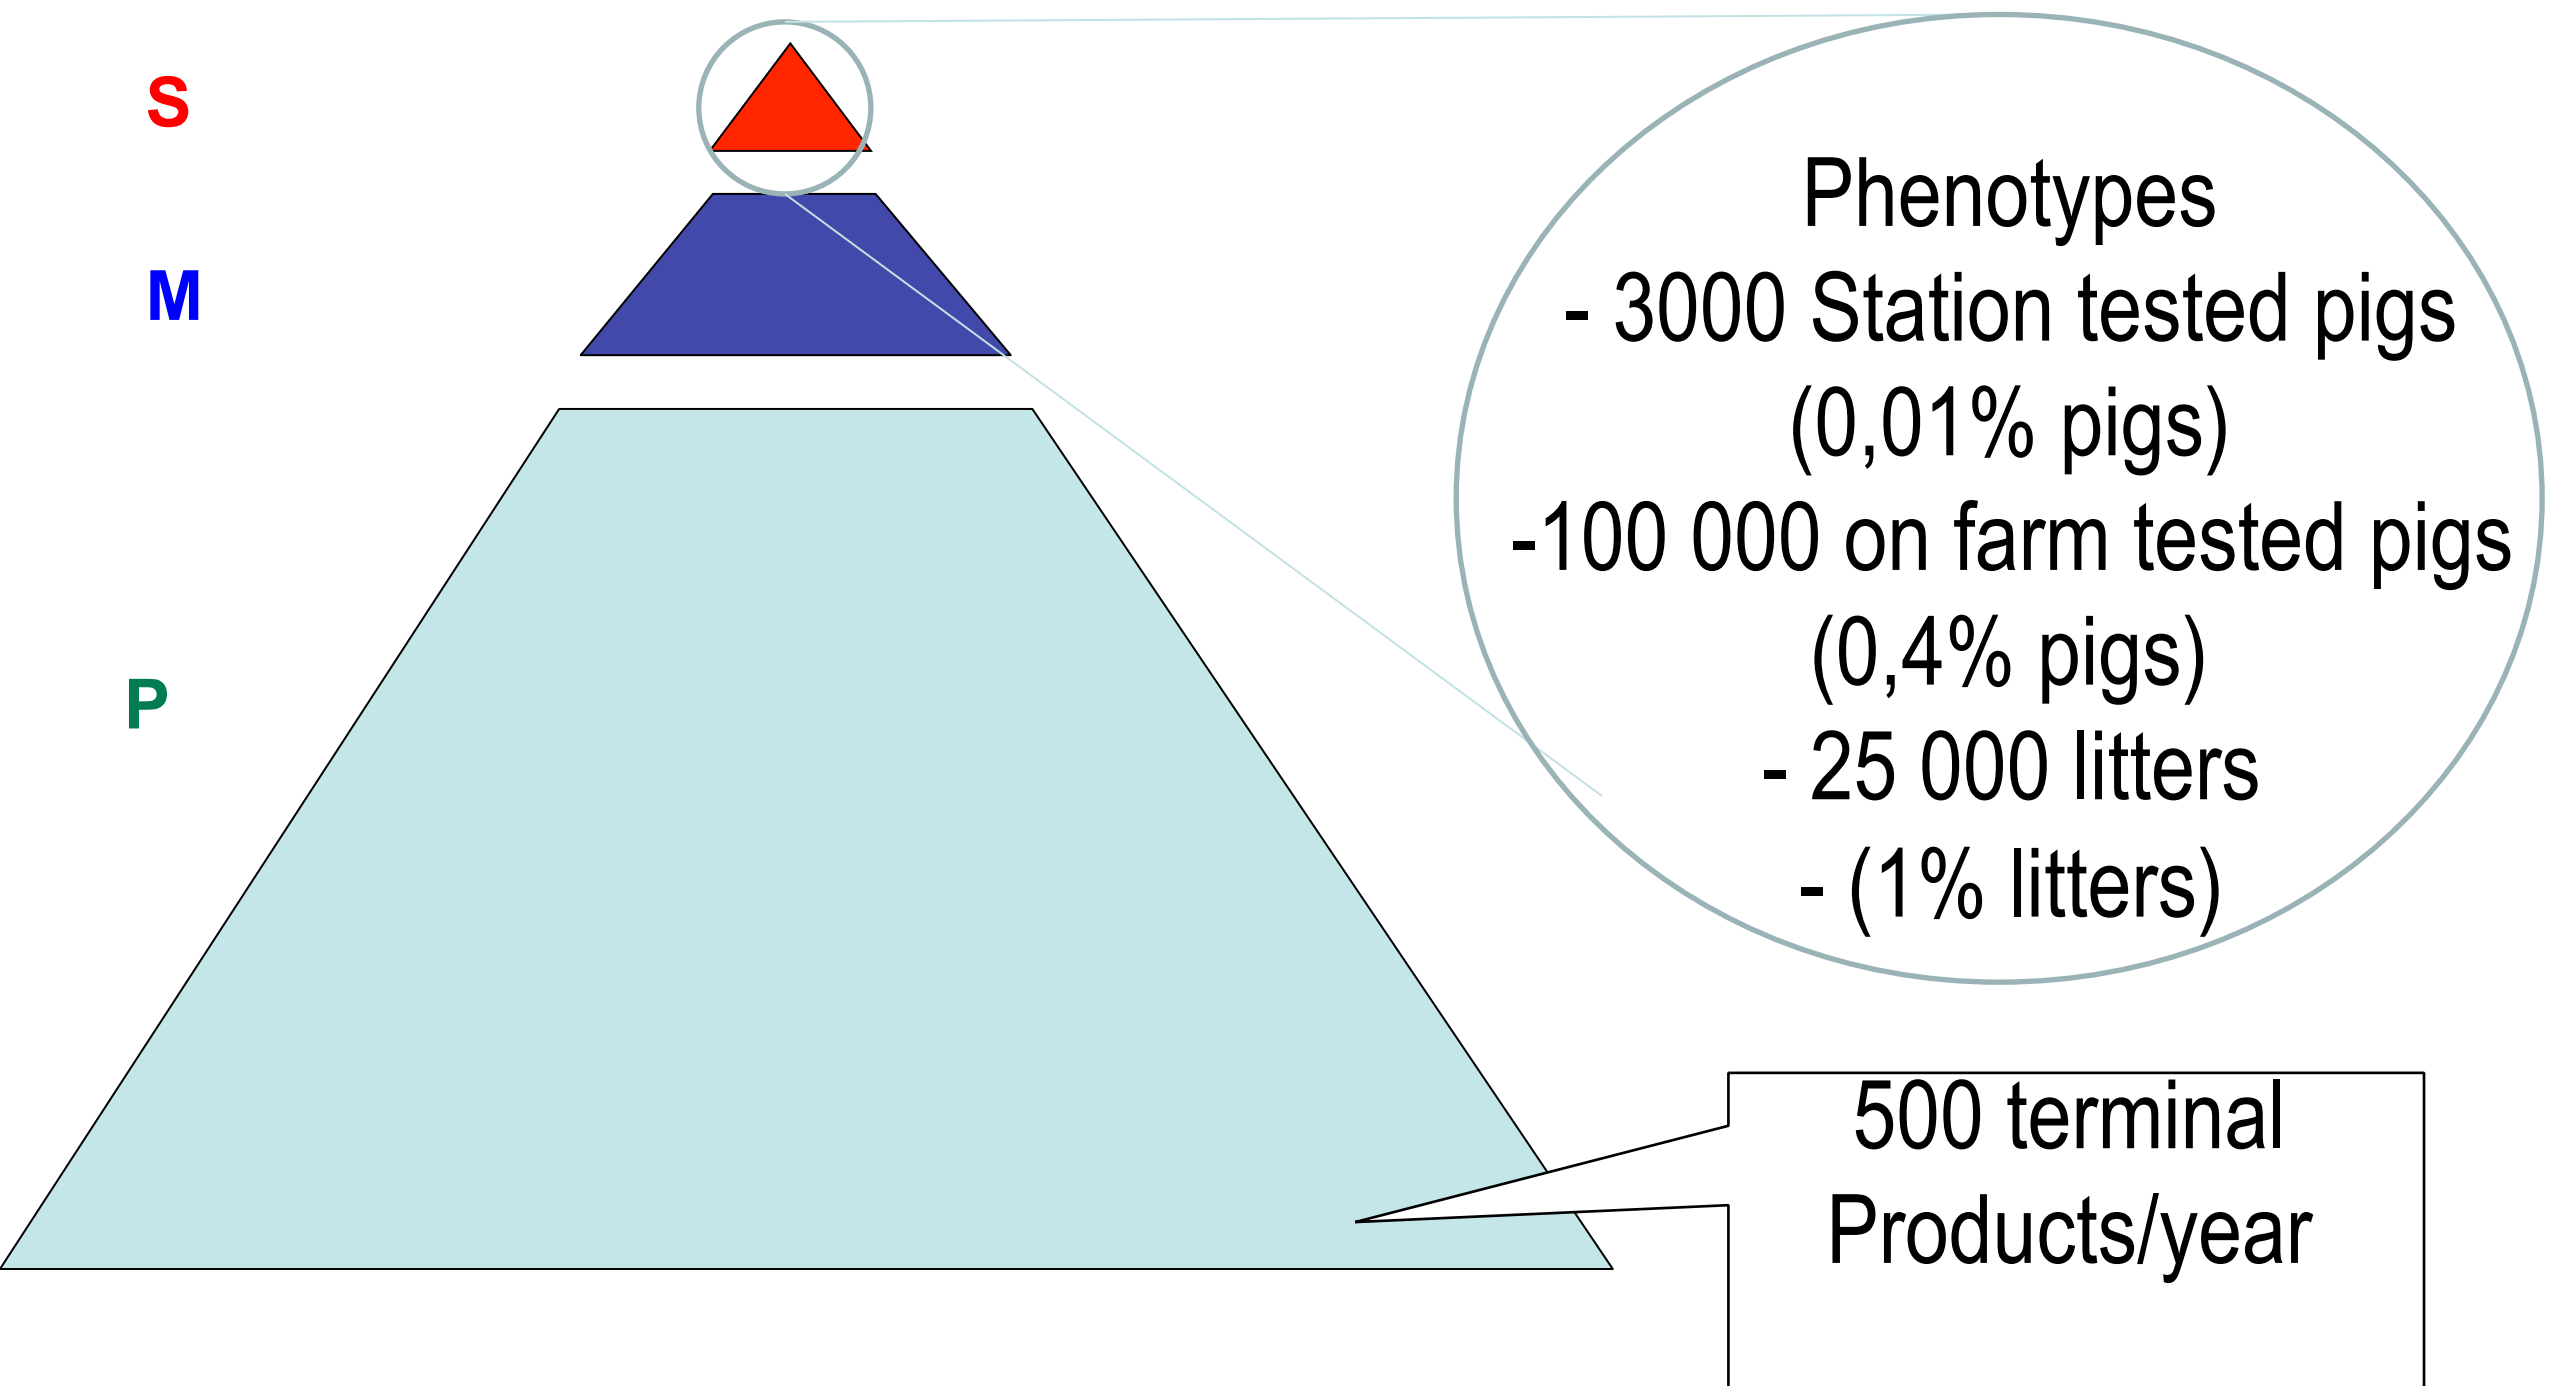 S
M
P
Phenotypes
- 3000 Station tested pigs
(0,01% pigs)
-100 000 on farm tested pigs
(0,4% pigs)
- 25 000 litters
- (1% litters)
500 terminal
Products/year